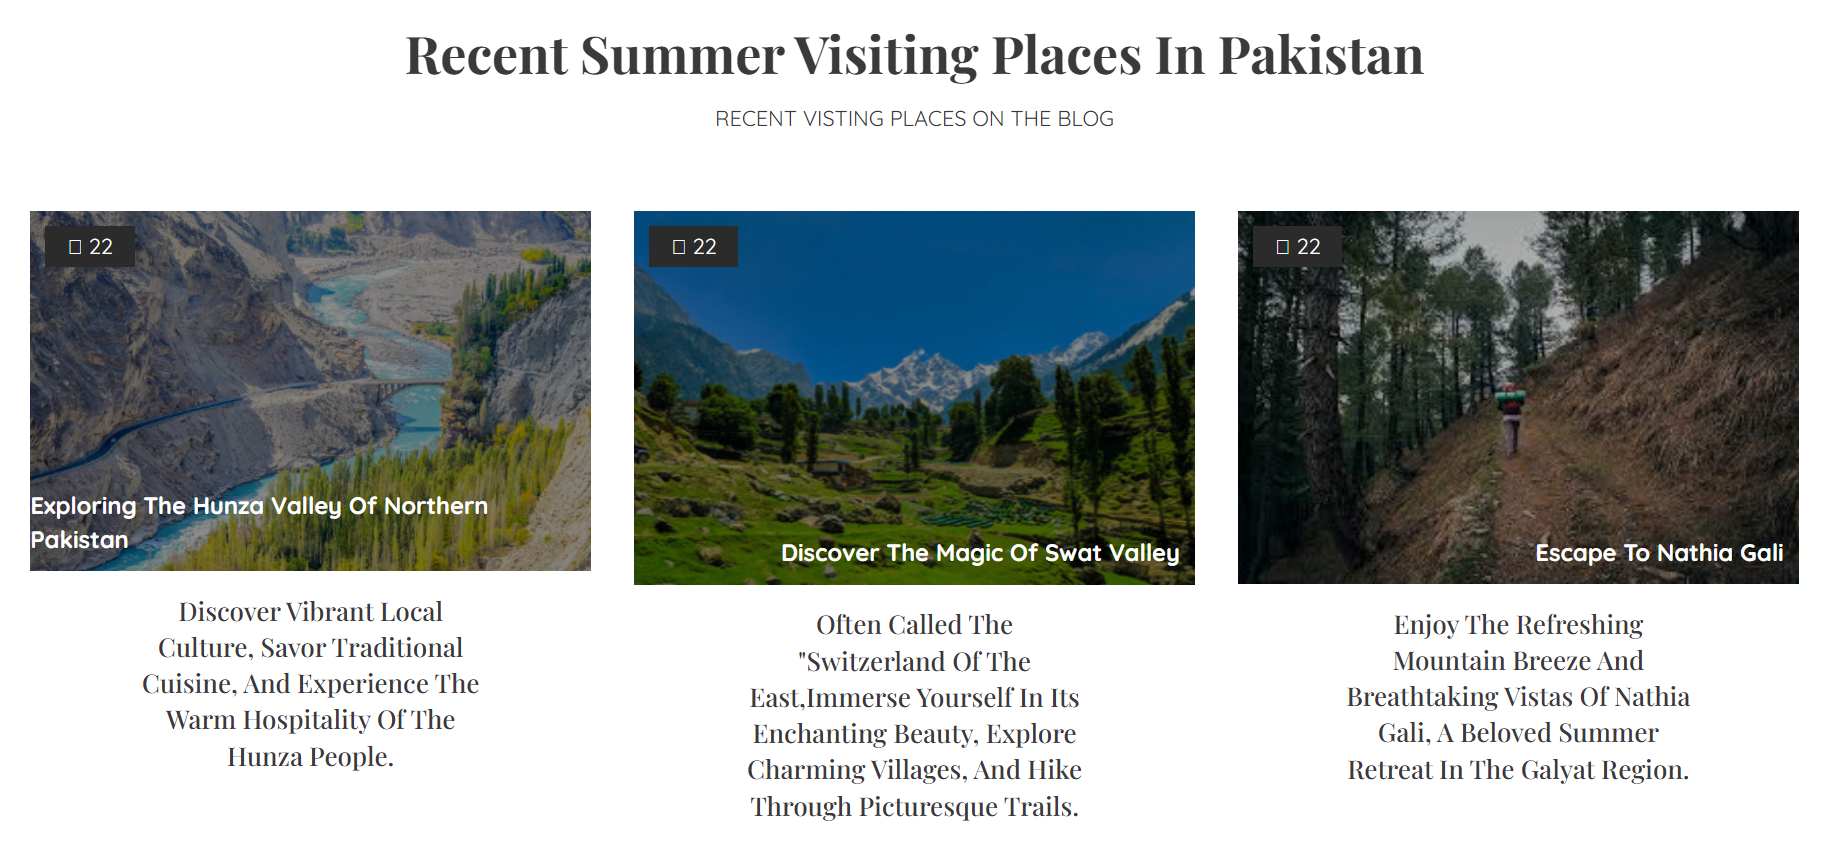 Recent Summer Visiting Places In Pakistan
RECENT VISTING PLACES ON THE BLOG
22
Exploring The Hunza Valley Of Northern
Pakistan
Discover Vibrant Local
Culture, Savor Traditional
Cuisine, And Experience The
Warm Hospitality Of The
Hunza People.
22
Discover The Magic Of Swat Valley
Often Called The
"Switzerland Of The
East,Immerse Yourself In Its
Enchanting Beauty, Explore
Charming Villages, And Hike
Through Picturesque Trails.
22
Escape To Nathia Gali
Enjoy The Refreshing
Mountain Breeze And
Breathtaking Vistas Of Nathia
Gali, A Beloved Summer
Retreat In The Galyat Region.